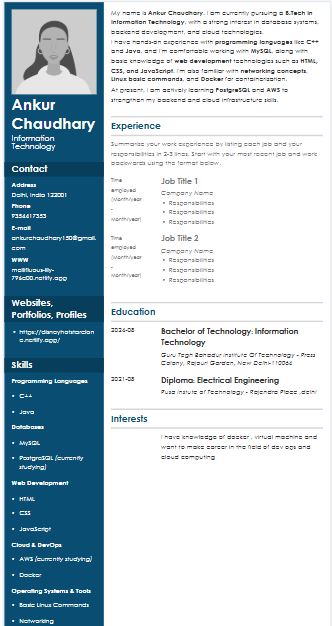 Ankur
Chaudhary
Information
Technology
Contact
Address
Delhi, India 122001
Phone
9354417353
E-mail
ankurchaudhary150@gmail.
com
WWW
mellifluous-lily-
796c00.netlify.app
Websites,
Portfolios, Profiles
• https://disneyhotstarclon
e.netlify.app/
Skills
Programming Languages
• C++
• Java
Databases
• MySQL
• PostgreSQL (currently
studying)
Web Development
• HTML
• CSS
• JavaScript
Cloud & DevOps
• AWS (currently studying)
• Docker
Operating Systems & Tools
• Basic Linux Commands
• Networking
My name is Ankur Chaudhary. I am currently pursuing a B.Tech in
Information Technology, with a strong interest in database systems,
backend development, and cloud technologies.
I have hands-on experience with programming languages like C++
and Java, and I'm comfortable working with MySQL, along with
basic knowledge of web development technologies such as HTML,
CSS, and JavaScript. I'm also familiar with networking concepts,
Linux basic commands, and Docker for containerization.
At present, I am actively learning PostgreSQL and AWS to
strengthen my backend and cloud infrastructure skills.
Experience
Summarize your work experience by listing each job and your
responsibilities in 2-3 lines. Start with your most recent job and work
backwards using the format below.
Time
employed
(Month/year
-
Month/year)
Job Title 1
Company Name
• Responsibilities
• Responsibilities
• Responsibilities
Time
employed
(Month/year
-
Month/year)
Job Title 2
Company Name
• Responsibilities
• Responsibilities
• Responsibilities
Education
2026-08
Bachelor of Technology: Information
Technology
Guru Tegh Bahadur Institute Of Technology - Press
Colony, Rajouri Garden, New Delhi-110064
2021-08
Diploma: Electrical Engineering
Pusa Institute of Technology - Rajendra Place ,delhi
Interests
I have knowledge of docker , virtual machine and
want to make career in the field of dev ops and
cloud computing